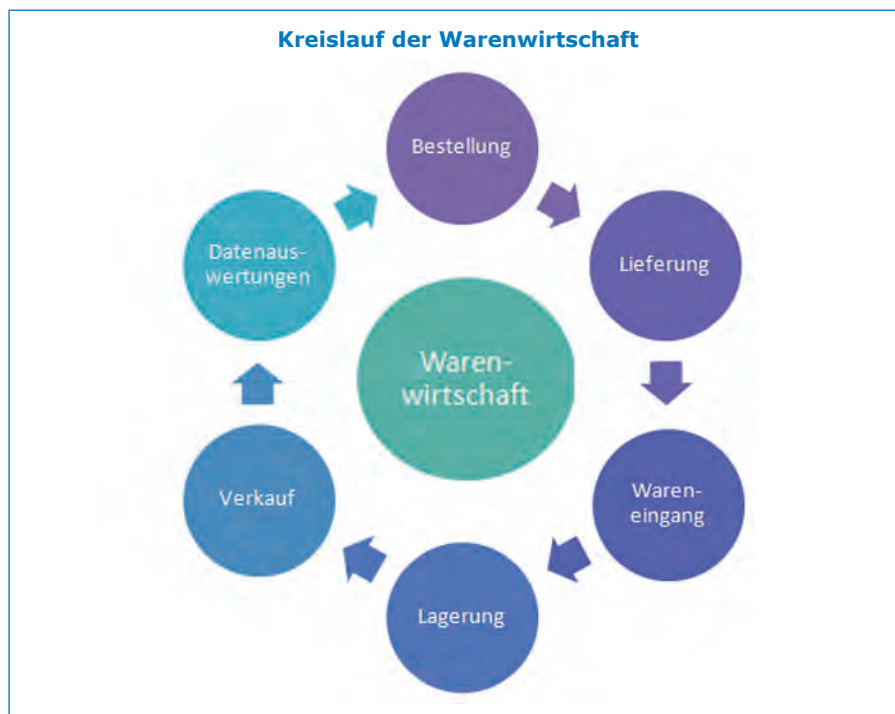 Kreislauf der Warenwirtschaft
Bestellung
Lieferung
Waren-
eingang
Lagerung
Verkauf
Datenaus-
wertungen
Waren-
wirtschaft